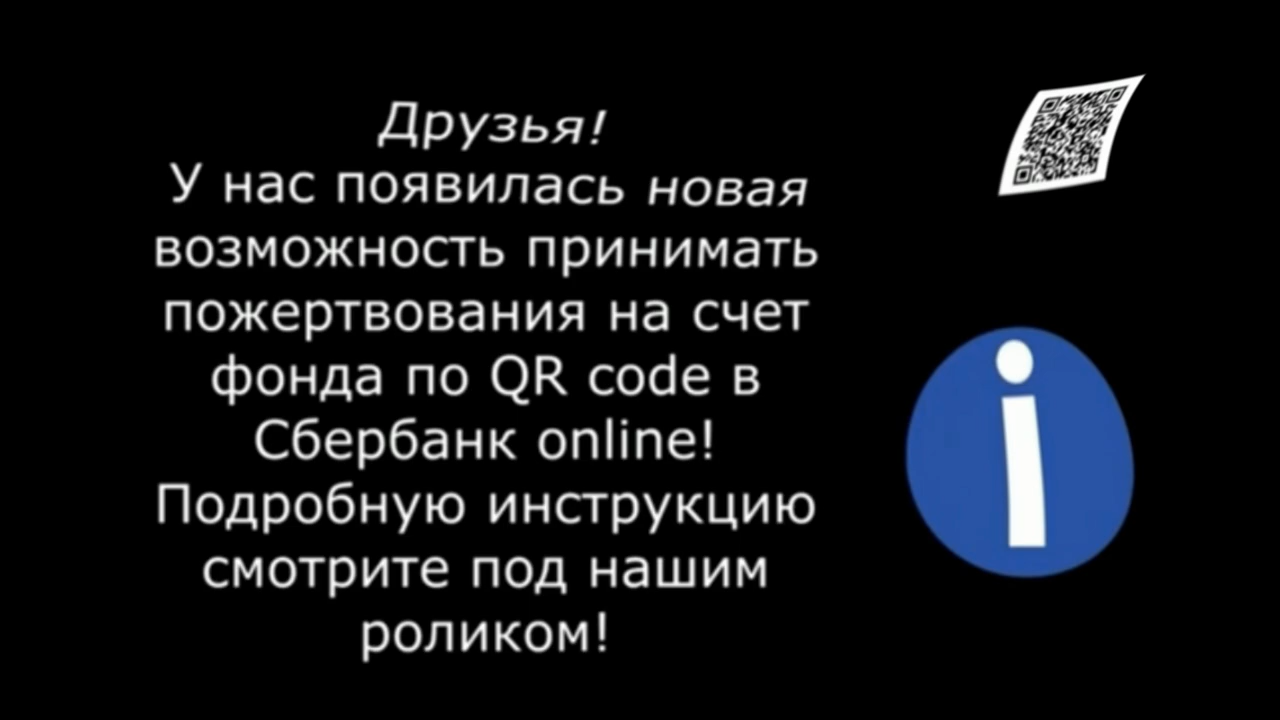 Друзья!
У нас появилась новая
возможность принимать
пожертвования на счет
фонда по QR code в
Сбербанк online!
Подробную инструкцию
смотрите под нашим
роликом!
i